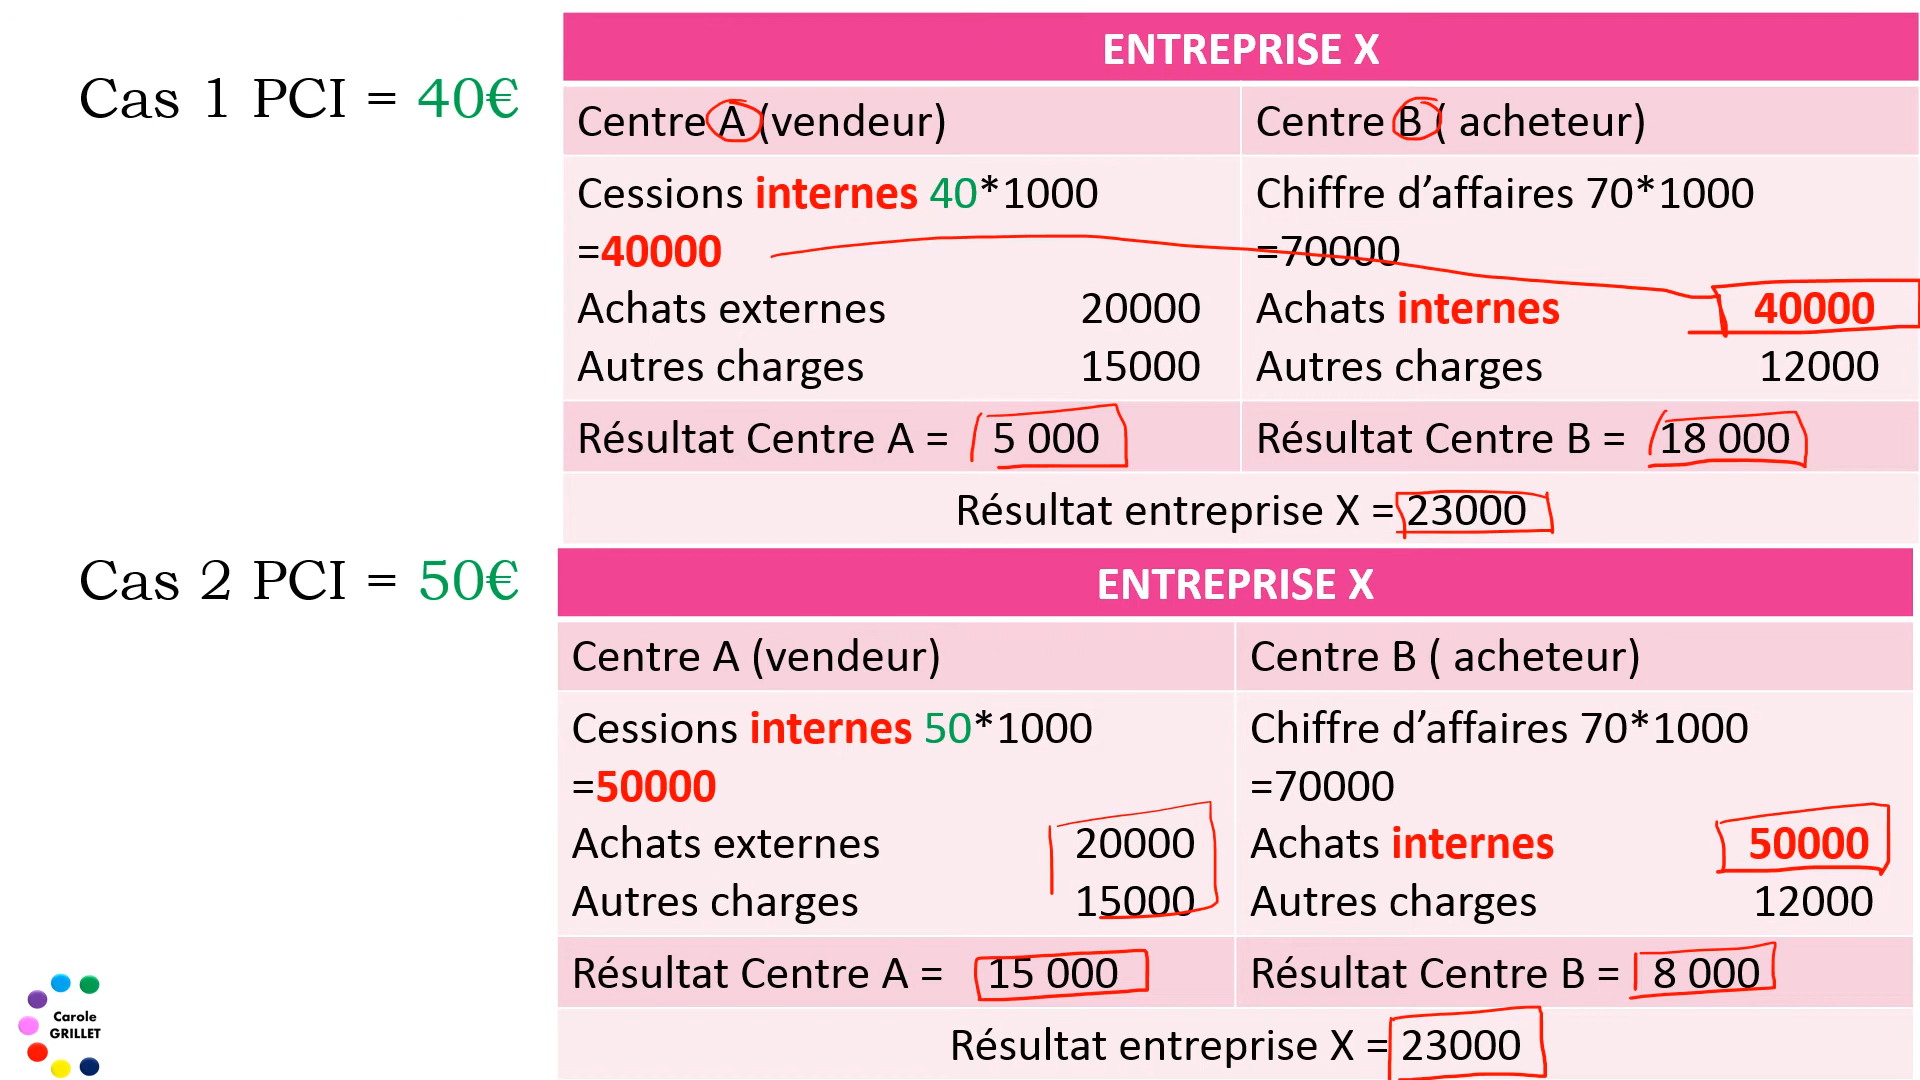 Cas 1 PCI = 40€
ENTREPRISE X
Centre A (vendeur)
Centre B ( acheteur)
Cessions internes 40*1000
=40000
Achats externes 20000
Autres charges 15000
Chiffre d’affaires 70*1000
=70000
Achats internes 40000
Autres charges 12000
Résultat Centre A = 5 000
Résultat Centre B = 18 000
Résultat entreprise X = 23000
Cas 2 PCI = 50€
ENTREPRISE X
Centre A (vendeur)
Centre B ( acheteur)
Cessions internes 50*1000
=50000
Achats externes 20000
Autres charges 15000
Chiffre d’affaires 70*1000
=70000
Achats internes 50000
Autres charges 12000
Résultat Centre A = 15 000
Résultat Centre B = 8 000
Résultat entreprise X = 23000
Carole
GRILLET